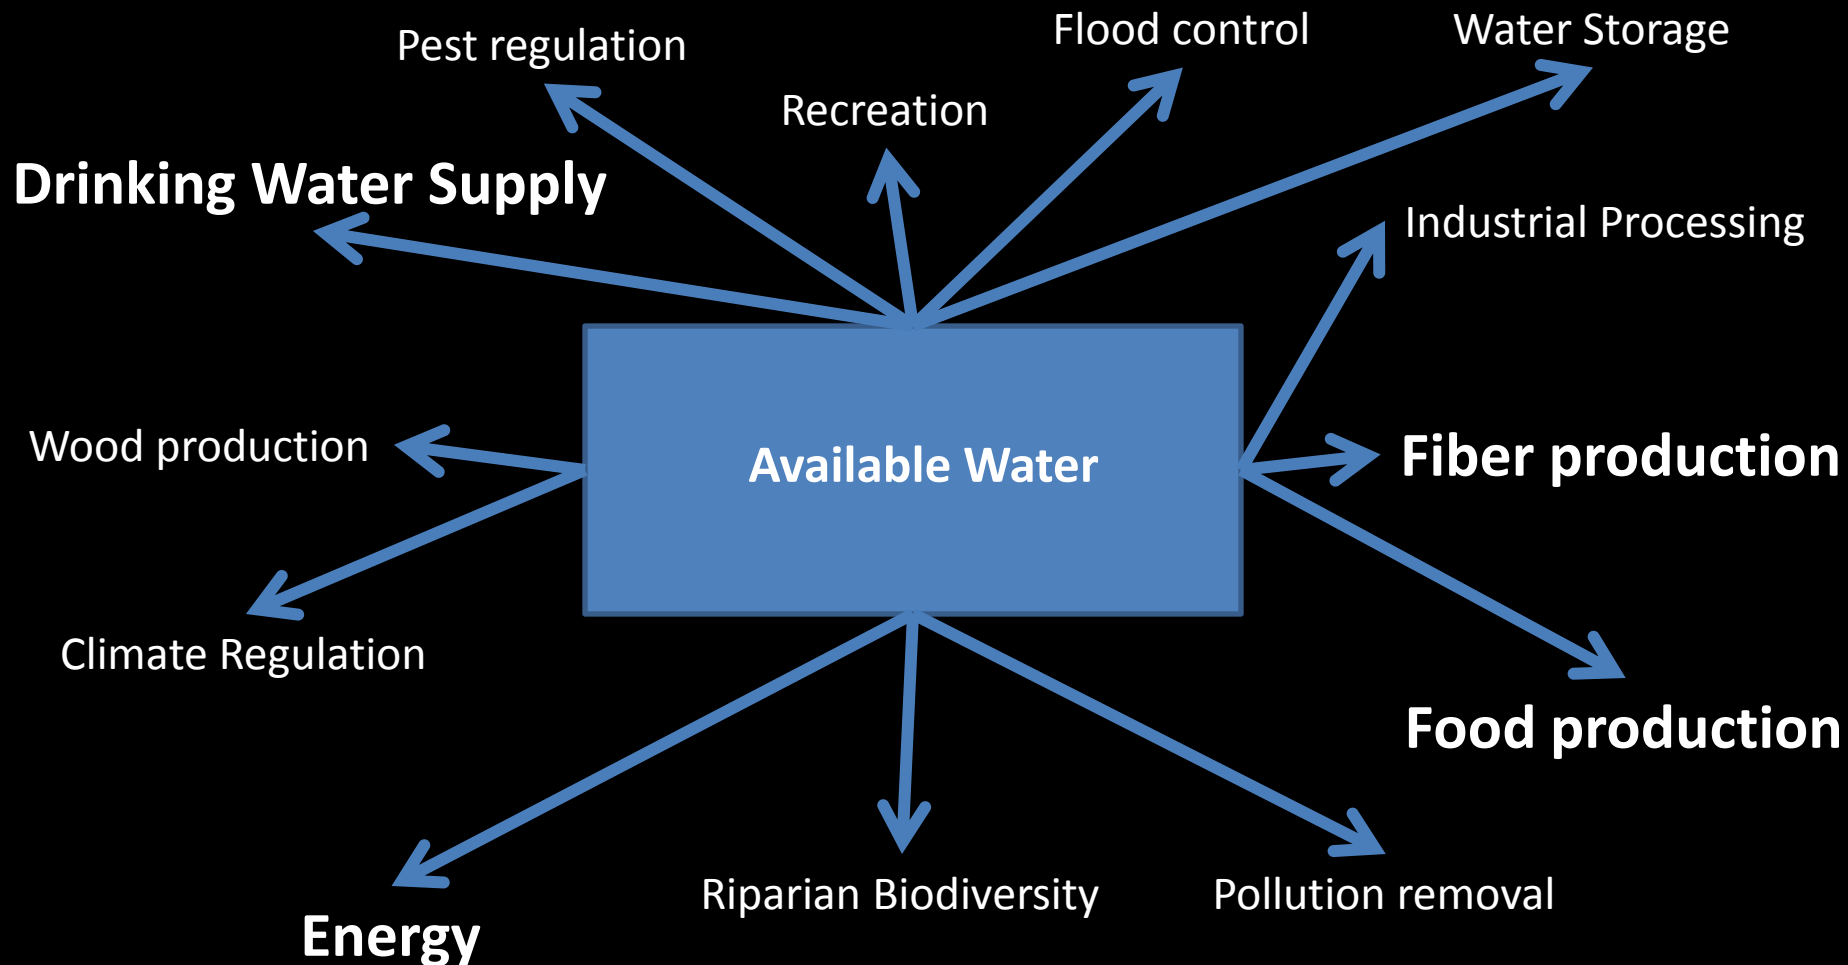 Flood control
Water Storage
Pest regulation
Recreation
Drinking Water Supply
Industrial Processing
Wood production
Available Water
Fiber production
Climate Regulation
Food production
Riparian Biodiversity
Pollution removal
Energy